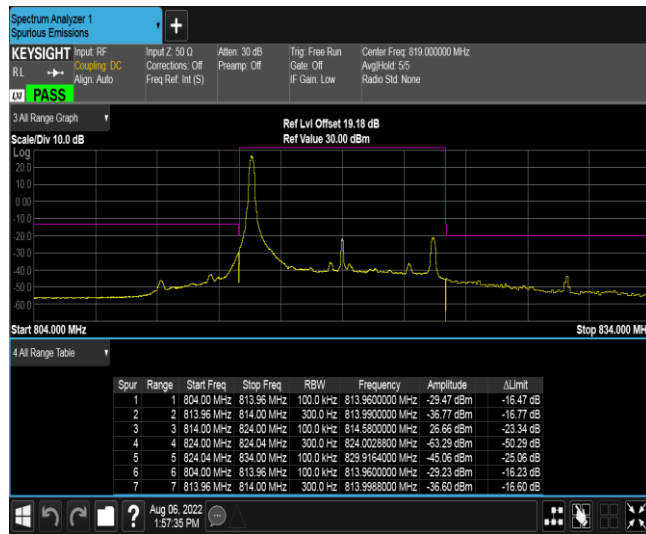 Spectrum Analyzer 1
Spurious Emissions
+
KEYSIGHT Input: RF Input Z: 50 Ω Atten: 30 dB Trig: Free Run Center Freq: 819.000000 MHz
RL Coupling: DC Corrections: Off Preamp: Off Gate: Off Avg|Hold: 5/5
Align: Auto Freq Ref: Int (S) IF Gain: Low Radio Std: None
LXI PASS
3 All Range Graph
Ref Lvl Offset 19.18 dB
Scale/Div 10.0 dB Ref Value 30.00 dBm
Log
20.0
10.0
0.00
-10.0
-20.0
-30.0
-40.0
-50.0
-60.0
Start 804.000 MHz Stop 834.000 MH
4 All Range Table
Spur Range Start Freq Stop Freq RBW Frequency Amplitude ΔLimit
1 1 804.00 MHz 813.96 MHz 100.0 kHz 813.9600000 MHz -29.47 dBm -16.47 dB
2 2 813.96 MHz 814.00 MHz 300.0 Hz 813.9900000 MHz -36.77 dBm -16.77 dB
3 3 814.00 MHz 824.00 MHz 100.0 kHz 814.5800000 MHz 26.66 dBm -23.34 dB
4 4 824.00 MHz 824.04 MHz 300.0 Hz 824.0028800 MHz -63.29 dBm -50.29 dB
5 5 824.04 MHz 834.00 MHz 100.0 kHz 829.9164000 MHz -45.06 dBm -25.06 dB
6 6 804.00 MHz 813.96 MHz 100.0 kHz 813.9600000 MHz -29.23 dBm -16.23 dB
7 7 813.96 MHz 814.00 MHz 300.0 Hz 813.9988000 MHz -36.60 dBm -16.60 dB
? Aug 06, 2022
1:57:35 PM